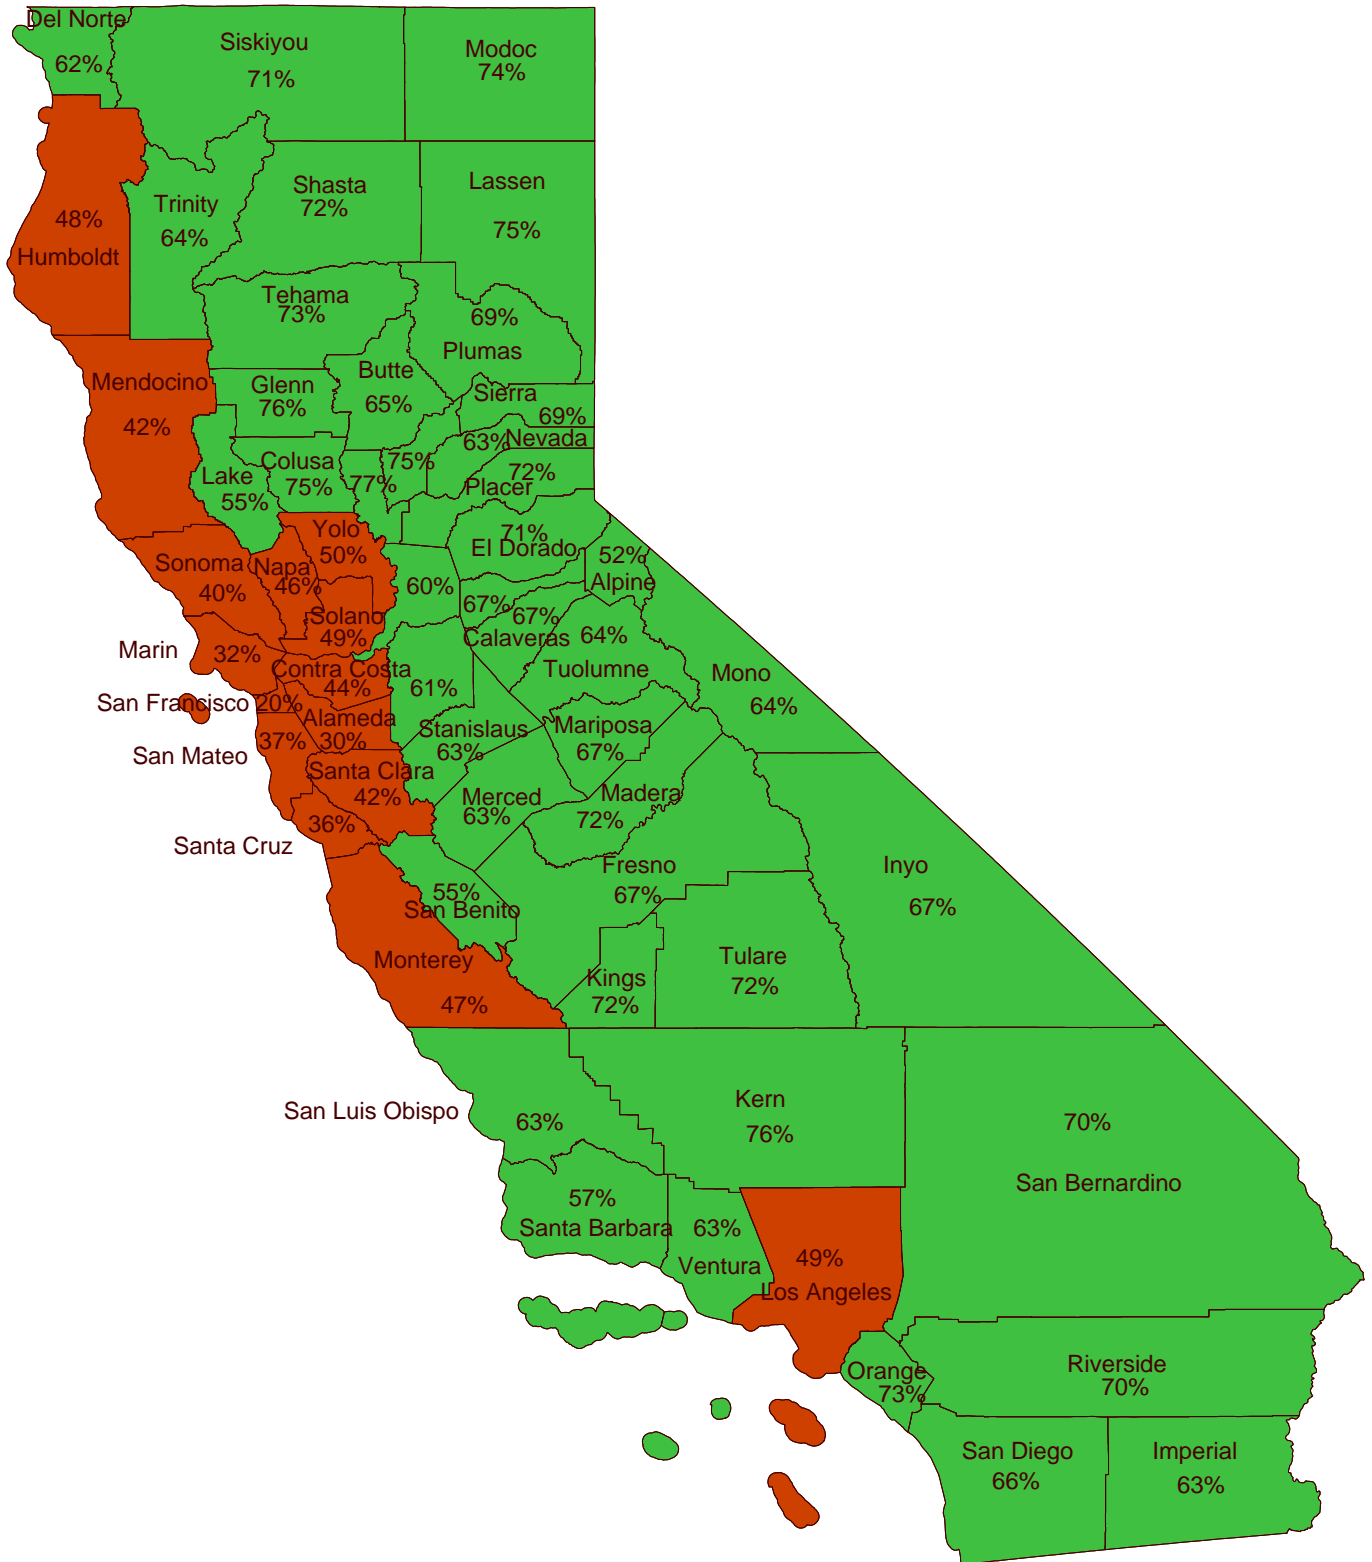 Del Norte
62%
Siskiyou
71%
Modoc
74%
48%
Humboldt
Trinity
64%
Shasta
72%
Lassen
75%
Tehama
73%
69%
Plumas
Mendocino
42%
Glenn
76%
Butte
65%
Sierra
69%
63%
Nevada
Lake
55%
Colusa
75%
77%
75%
72%
Placer
Yolo
50%
71%
El Dorado
52%
Alpine
Sonoma
40%
Napa
46%
Solano
49%
60%
67%
67%
Calaveras
64%
Tuolumne
Mono
64%
Marin
32%
Contra Costa
44%
61%
San Francisco
20%
Alameda
30%
Stanislaus
63%
Mariposa
67%
San Mateo
37%
Santa Clara
42%
Merced
63%
Madera
72%
Santa Cruz
36%
Fresno
67%
Inyo
67%
55%
San Benito
Monterey
47%
Kings
72%
Tulare
72%
San Luis Obispo
63%
Kern
76%
70%
San Bernardino
57%
Santa Barbara
63%
Ventura
49%
Los Angeles
Orange
73%
Riverside
70%
San Diego
66%
Imperial
63%